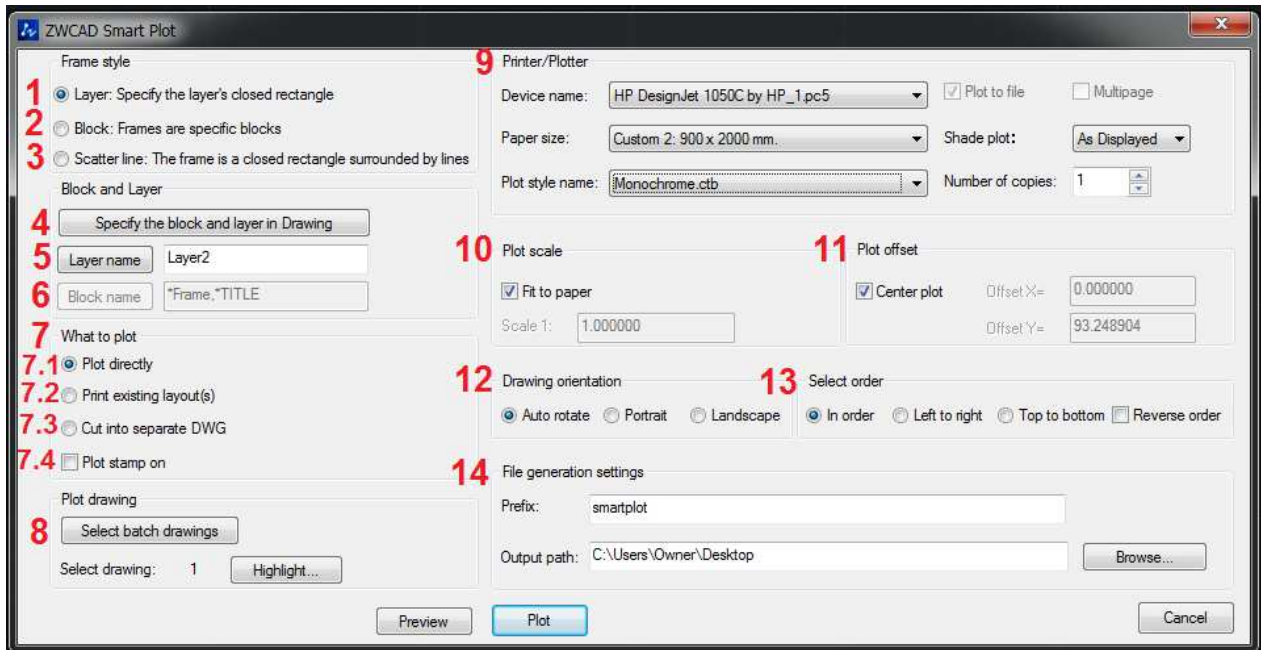 ZWCAD Smart Plot
Frame style
1 Layer: Specify the layer's closed rectangle
2 Block: Frames are specific blocks
3 Scatter line: The frame is a closed rectangle surrounded by lines
Block and Layer
4 Specify the block and layer in Drawing
5 Layer name Layer2
6 Block name *Frame,*TITLE
7 What to plot
7.1 Plot directly
7.2 Print existing layout(s)
7.3 Cut into separate DWG
7.4 Plot stamp on
Plot drawing
8 Select batch drawings
Select drawing: 1 Highlight...
9 Printer/Plotter
Device name: HP DesignJet 1050C by HP_1.pc5 Plot to file Multipage
Paper size: Custom 2: 900 x 2000 mm. Shade plot: As Displayed
Plot style name: Monochrome.ctb Number of copies: 1
10 Plot scale
Fit to paper
Scale 1: 1.000000
11 Plot offset
Center plot Offset X= 0.000000
Offset Y= 93.248904
12 Drawing orientation
Auto rotate Portrait Landscape
13 Select order
In order Left to right Top to bottom Reverse order
14 File generation settings
Prefix: smartplot
Output path: C:\Users\Owner\Desktop Browse...
Preview Plot Cancel